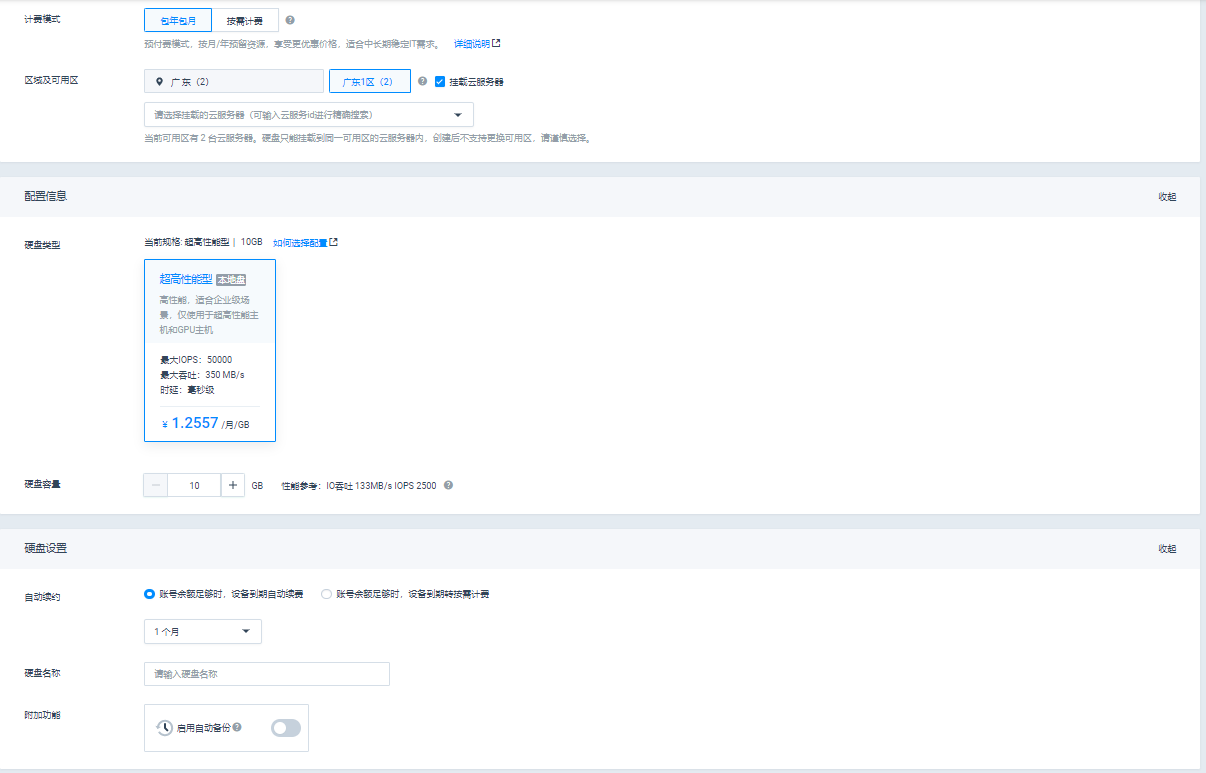 计费模式
包年包月
按需计费
预付费模式，按月/年预留资源，享受更优惠价格，适合中长期稳定IT需求。 详细说明
区域及可用区
广东（2）
广东1区（2）
挂载云服务器
请选择挂载的云服务器（可输入云服务id进行精确搜索）
当前可用区有 2 台云服务器。硬盘只能挂载到同一可用区的云服务器内，创建后不支持更换可用区，请谨慎选择。
配置信息
收起
硬盘类型
当前规格: 超高性能型 | 10GB 如何选择配置
超高性能型 本地盘
高性能，适合企业级场
景，仅使用于超高性能主
机和GPU主机
最大IOPS：50000
最大吞吐：350 MB/s
时延：毫秒级
¥ 1.2557 /月/GB
硬盘容量
− 10 + GB
性能参考：IO吞吐 133MB/s IOPS 2500
硬盘设置
收起
自动续约
账号余额足够时，设备到期自动续费
账号余额足够时，设备到期转按需计费
1 个月
硬盘名称
请输入硬盘名称
附加功能
启用自动备份